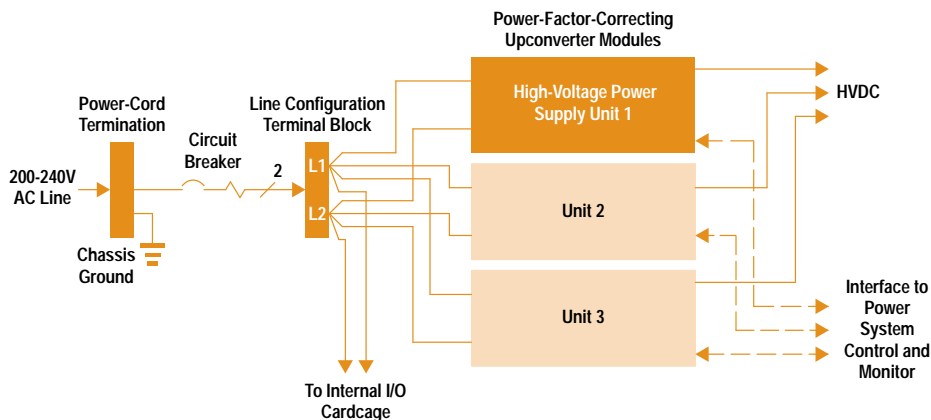 Power-Factor-Correcting
Upconverter Modules
High-Voltage Power
Supply Unit 1
HVDC
Power-Cord
Termination
Line Configuration
Terminal Block
Circuit
Breaker
2
L1
200-240V
AC Line
L2
Unit 2
Chassis
Ground
Unit 3
Interface to
Power
System
Control and
Monitor
To Internal I/O
Cardcage